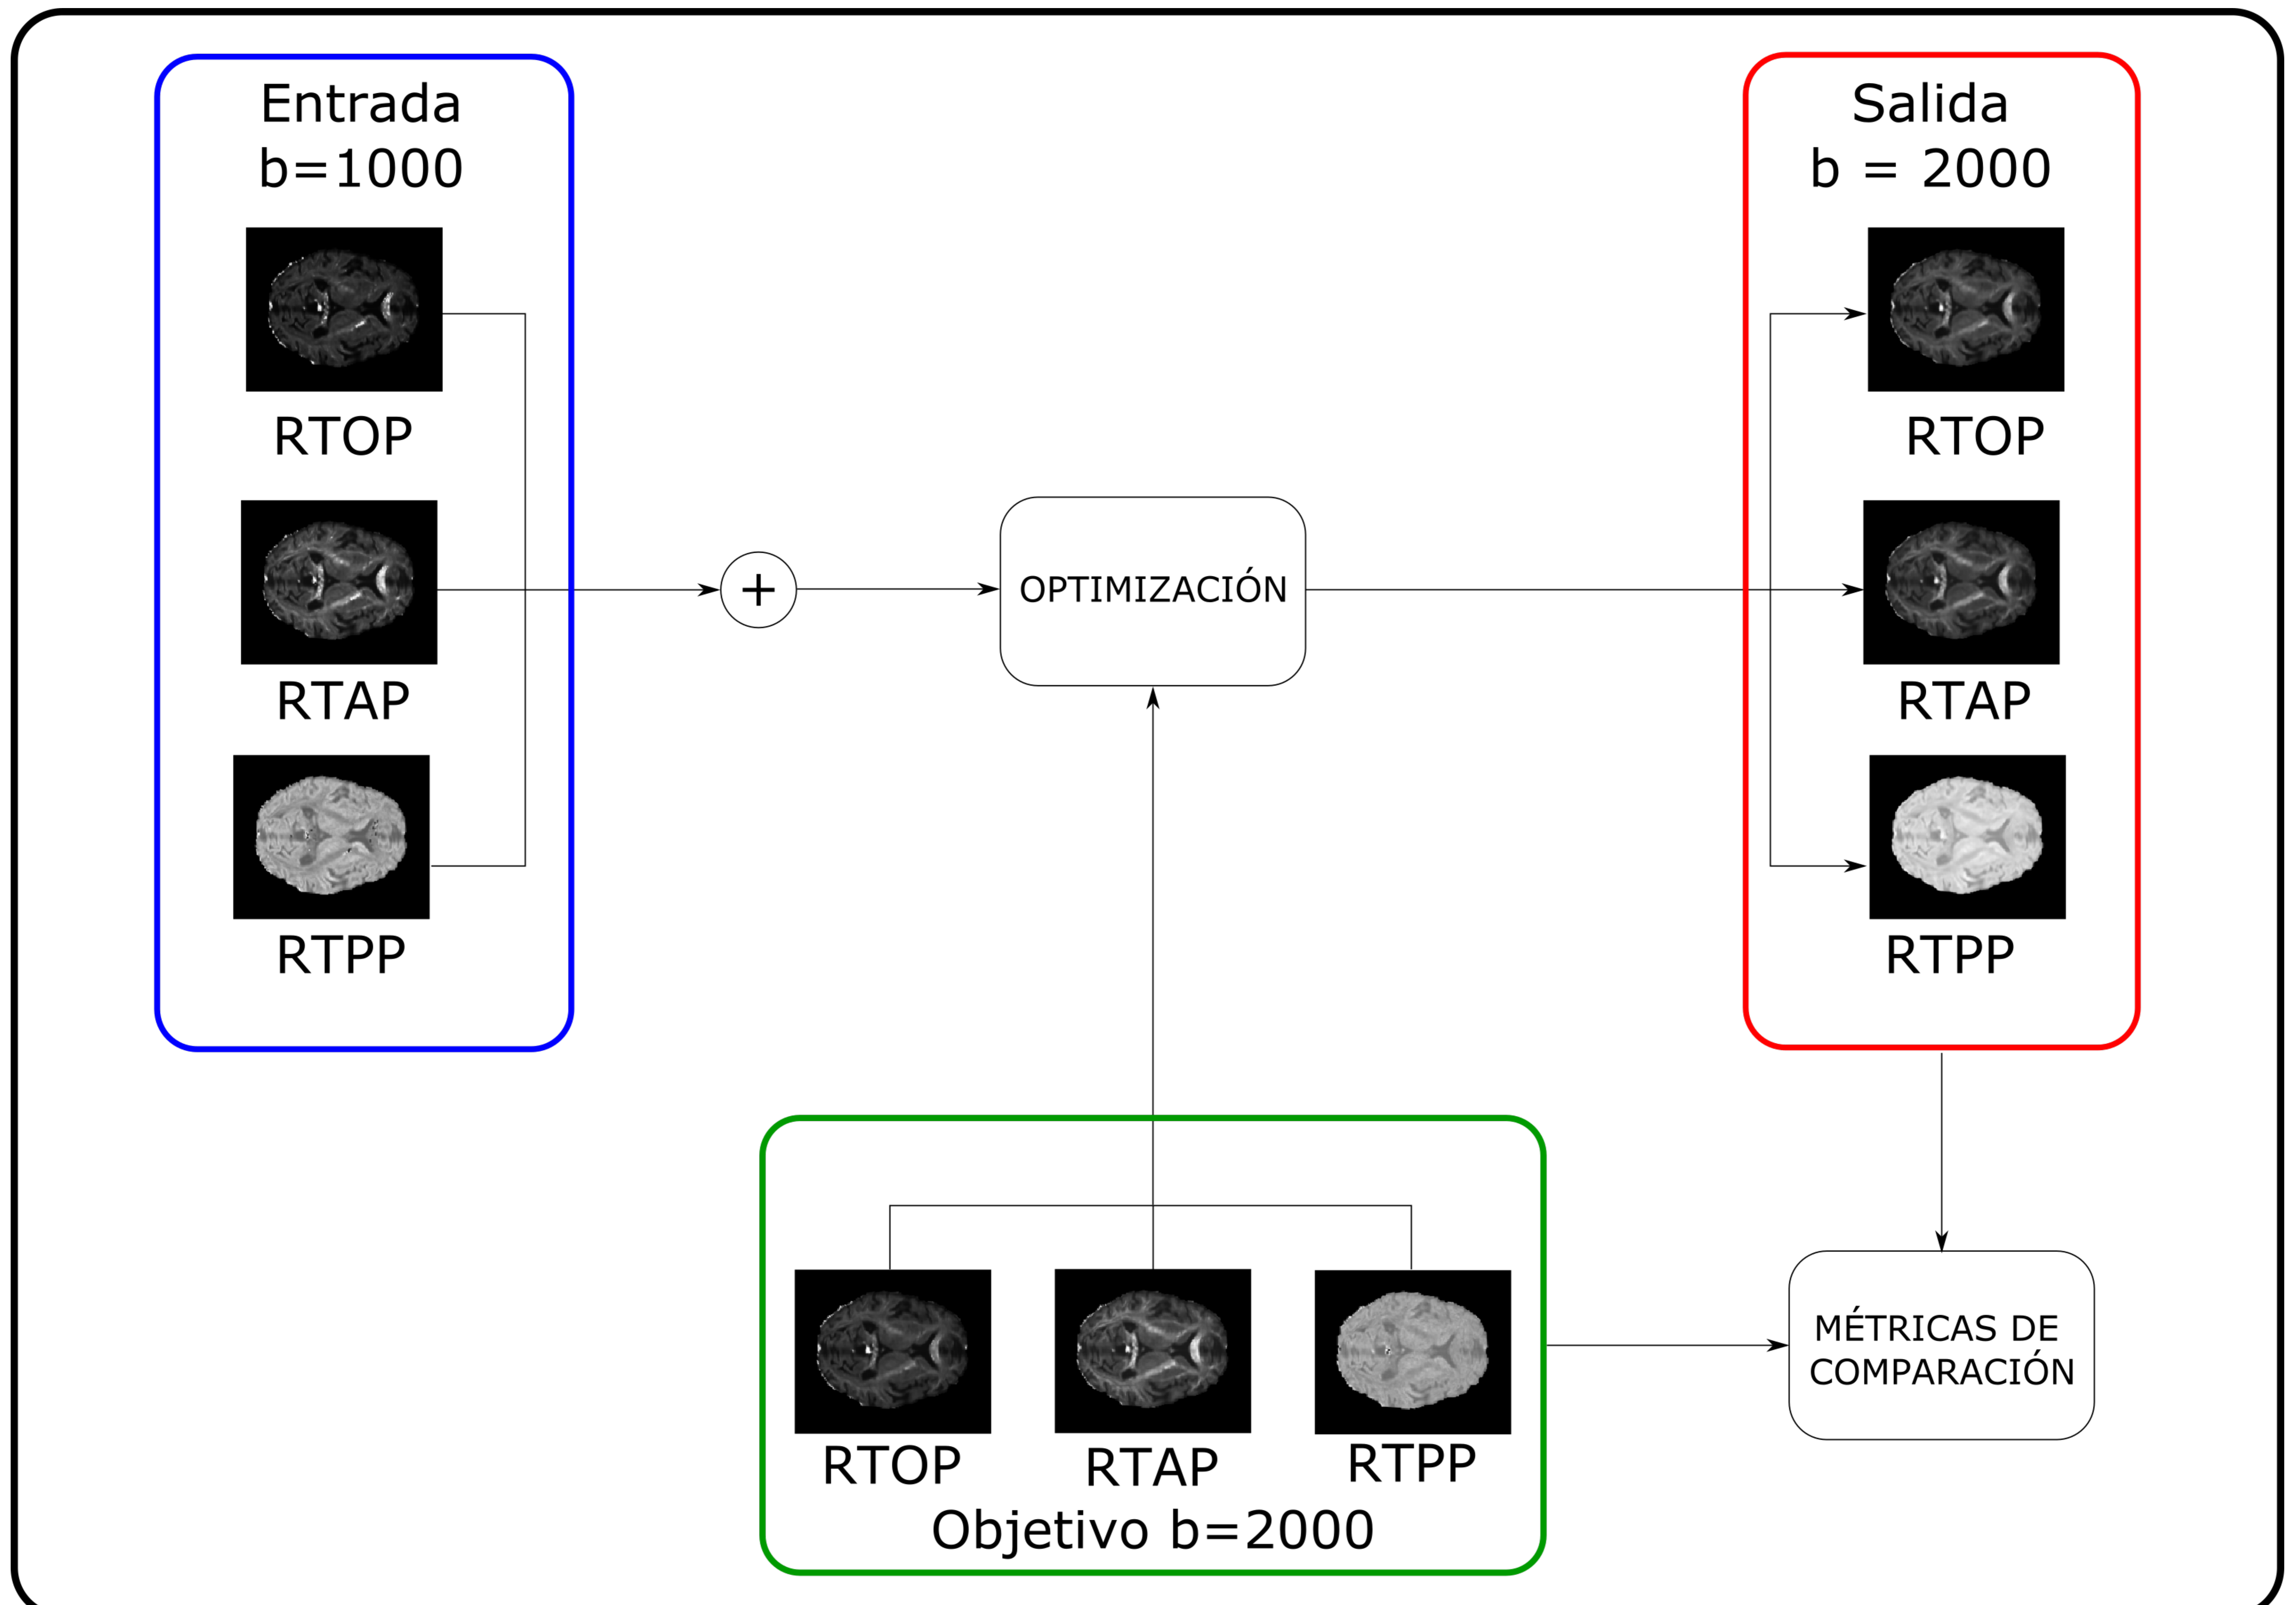 Entrada
b=1000
RTOP
RTAP
RTPP
+
OPTIMIZACIÓN
Salida
b = 2000
RTOP
RTAP
RTPP
RTOP
RTAP
RTPP
Objetivo b=2000
MÉTRICAS DE
COMPARACIÓN